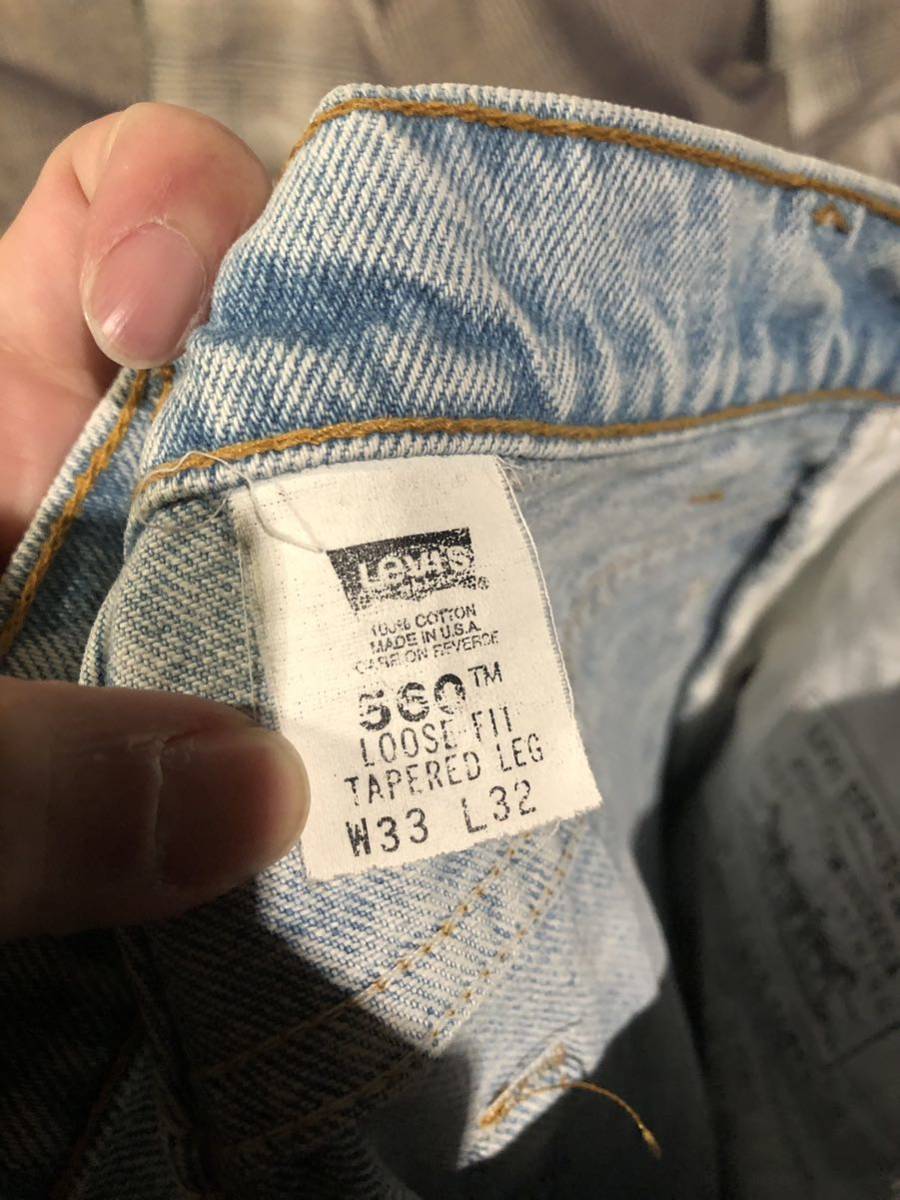 LEVI'S ®
100% COTTON
MADE IN U.S.A.
CARE ON REVERSE
560™
LOOSE FIT
TAPERED LEG
W33 L32